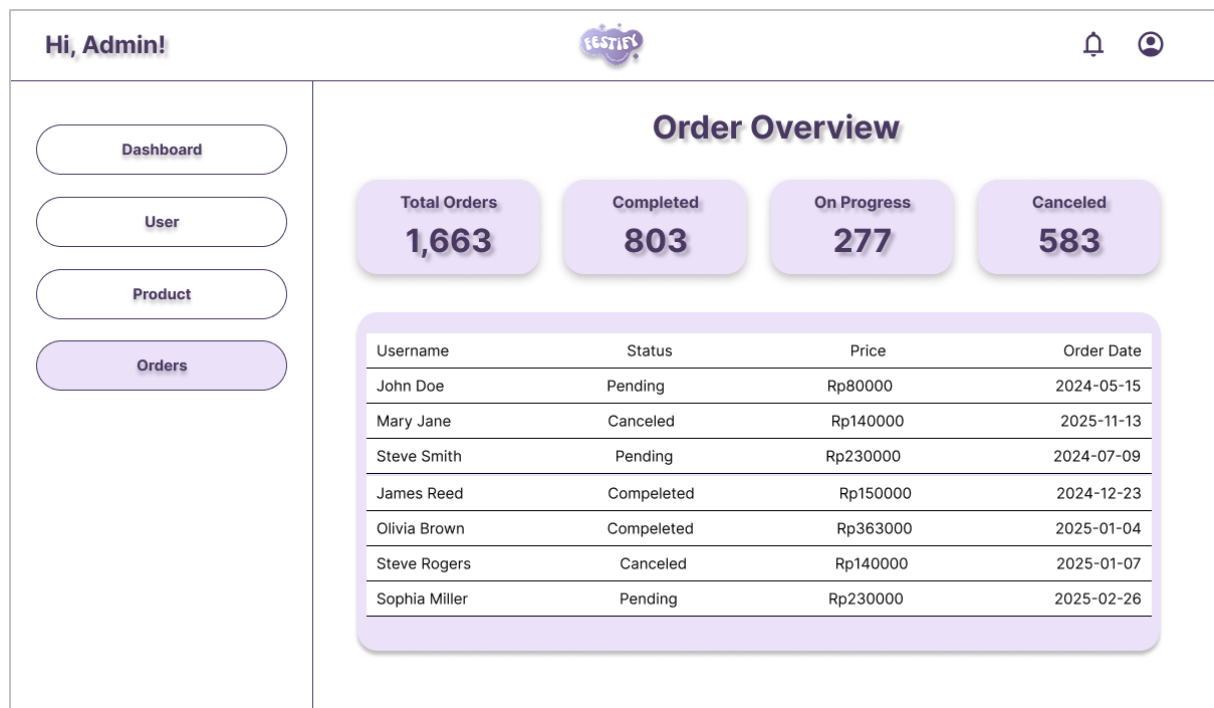 Hi, Admin!
FESTIFY
Dashboard
User
Product
Orders
Order Overview
Total Orders
1,663
Completed
803
On Progress
277
Canceled
583
Username Status Price Order Date
John Doe Pending Rp80000 2024-05-15
Mary Jane Canceled Rp140000 2025-11-13
Steve Smith Pending Rp230000 2024-07-09
James Reed Compeleted Rp150000 2024-12-23
Olivia Brown Compeleted Rp363000 2025-01-04
Steve Rogers Canceled Rp140000 2025-01-07
Sophia Miller Pending Rp230000 2025-02-26